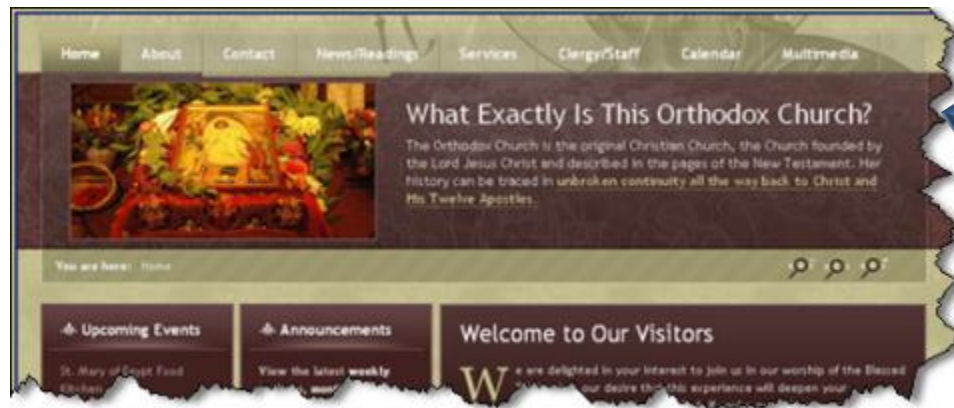 Home About Contact News/Readings Services Clergy/Staff Calendar Multimedia
What Exactly Is This Orthodox Church?
The Orthodox Church is the original Christian Church, the Church founded by
the Lord Jesus Christ and described in the pages of the New Testament. Her
history can be traced in unbroken continuity all the way back to Christ and
His Twelve Apostles.
You are here: Home
Upcoming Events
St. Mary of Egypt Food
Kitchen
Announcements
View the latest weekly
Welcome to Our Visitors
We are delighted in your interest to join us in our worship of the Blessed
our desire that this experience will deepen your